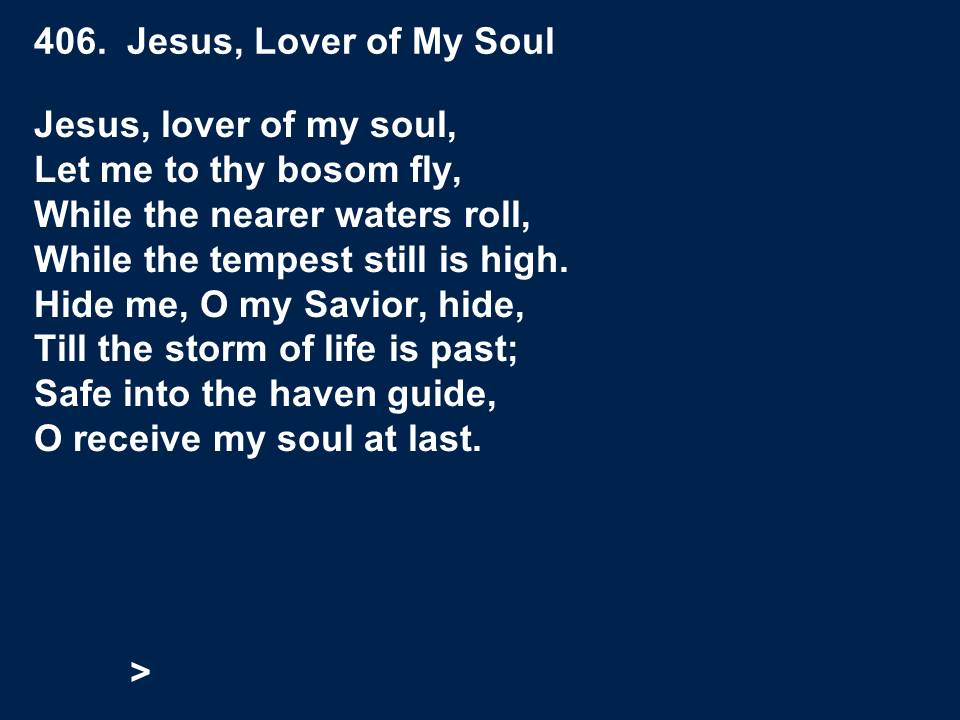 406.  Jesus, Lover of My Soul
Jesus, lover of my soul,
Let me to thy bosom fly,
While the nearer waters roll,
While the tempest still is high.
Hide me, O my Savior, hide,
Till the storm of life is past;
Safe into the haven guide,
O receive my soul at last.
>